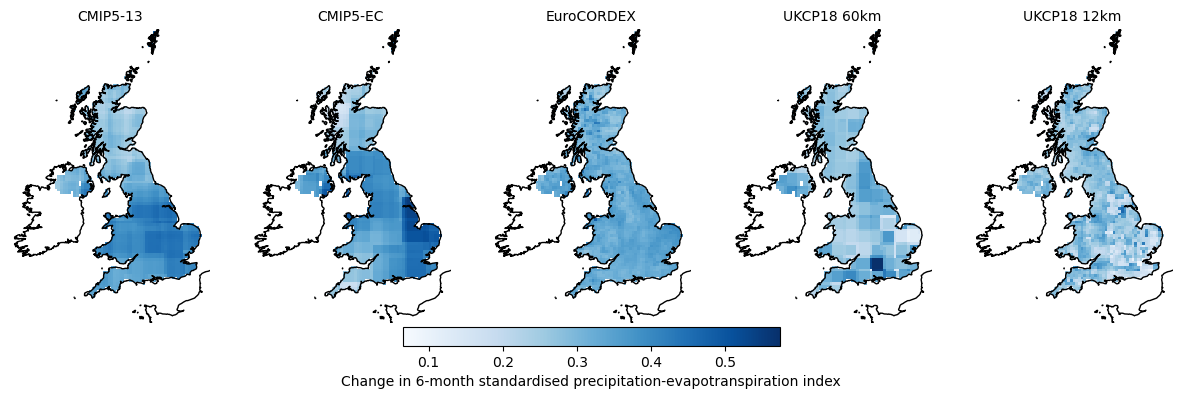 CMIP5-13 CMIP5-EC EuroCORDEX UKCP18 60km UKCP18 12km
0.1 0.2 0.3 0.4 0.5
Change in 6-month standardised precipitation-evapotranspiration index